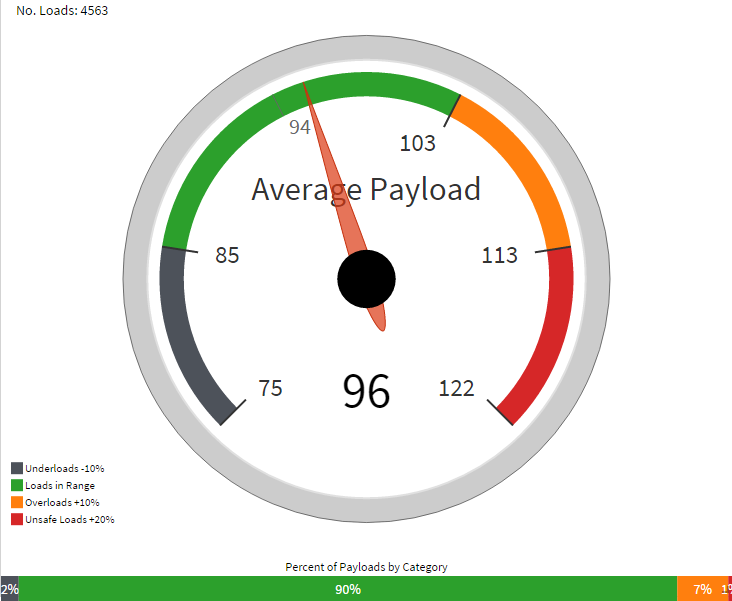 No. Loads: 4563
94
103
Average Payload
85
113
75
96
122
Underloads -10%
Loads in Range
Overloads +10%
Unsafe Loads +20%
Percent of Payloads by Category
2% 90% 7% 1%